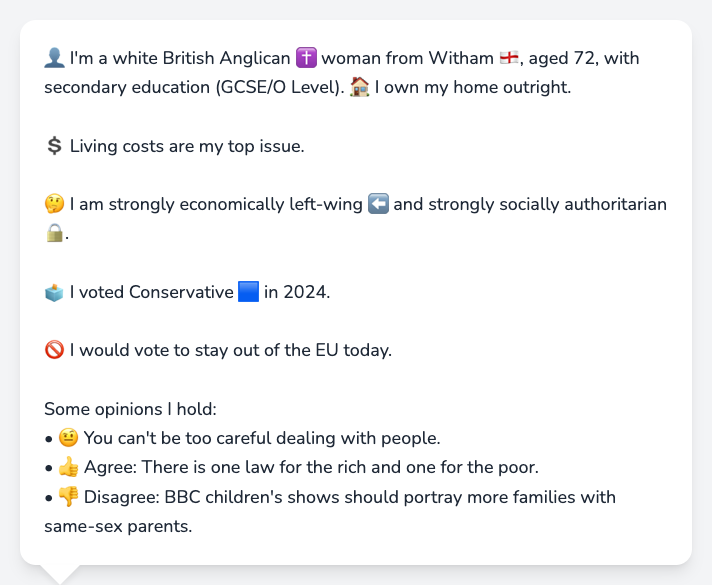 👤 I'm a white British Anglican ✝️ woman from Witham 🏴󠁧󠁢󠁥󠁮󠁧󠁿, aged 72, with
secondary education (GCSE/O Level). 🏠 I own my home outright.
💲 Living costs are my top issue.
🤔 I am strongly economically left-wing ⬅️ and strongly socially authoritarian
🔒.
🗳️ I voted Conservative 🟦 in 2024.
🚫 I would vote to stay out of the EU today.
Some opinions I hold:
• 🤨 You can't be too careful dealing with people.
• 👍 Agree: There is one law for the rich and one for the poor.
• 👎 Disagree: BBC children's shows should portray more families with
same-sex parents.